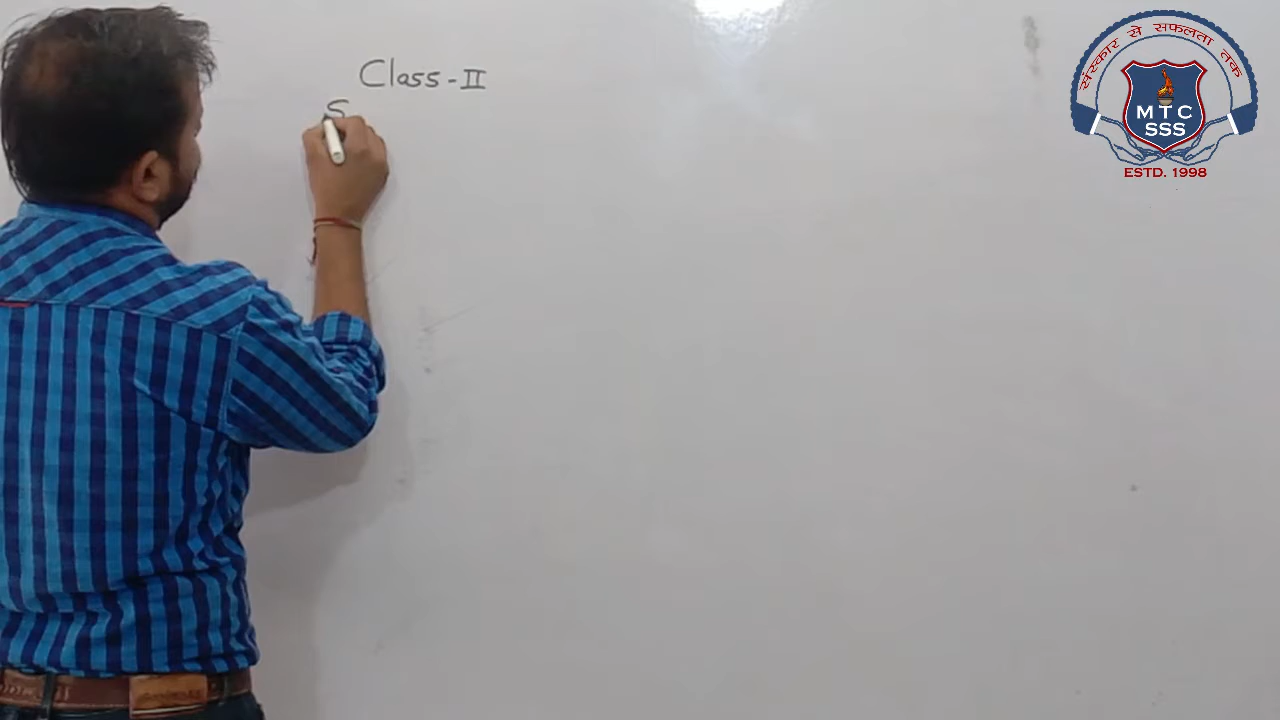 Class-II
S
संस्कार से सफलता तक
MTC
SSS
ESTD. 1998